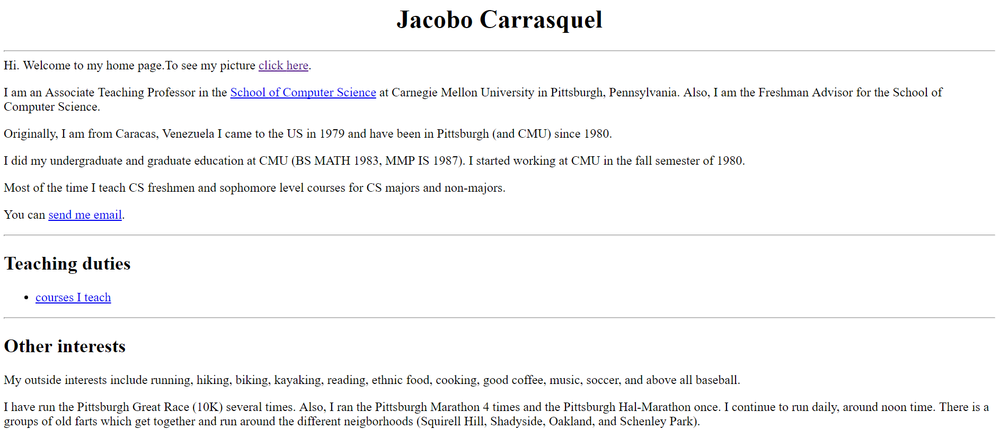 Jacobo Carrasquel
Hi. Welcome to my home page.To see my picture click here.
I am an Associate Teaching Professor in the School of Computer Science at Carnegie Mellon University in Pittsburgh, Pennsylvania. Also, I am the Freshman Advisor for the School of
Computer Science.
Originally, I am from Caracas, Venezuela I came to the US in 1979 and have been in Pittsburgh (and CMU) since 1980.
I did my undergraduate and graduate education at CMU (BS MATH 1983, MMP IS 1987). I started working at CMU in the fall semester of 1980.
Most of the time I teach CS freshmen and sophomore level courses for CS majors and non-majors.
You can send me email.
Teaching duties
• courses I teach
Other interests
My outside interests include running, hiking, biking, kayaking, reading, ethnic food, cooking, good coffee, music, soccer, and above all baseball.
I have run the Pittsburgh Great Race (10K) several times. Also, I ran the Pittsburgh Marathon 4 times and the Pittsburgh Hal-Marathon once. I continue to run daily, around noon time. There is a
groups of old farts which get together and run around the different neigborhoods (Squirell Hill, Shadyside, Oakland, and Schenley Park).